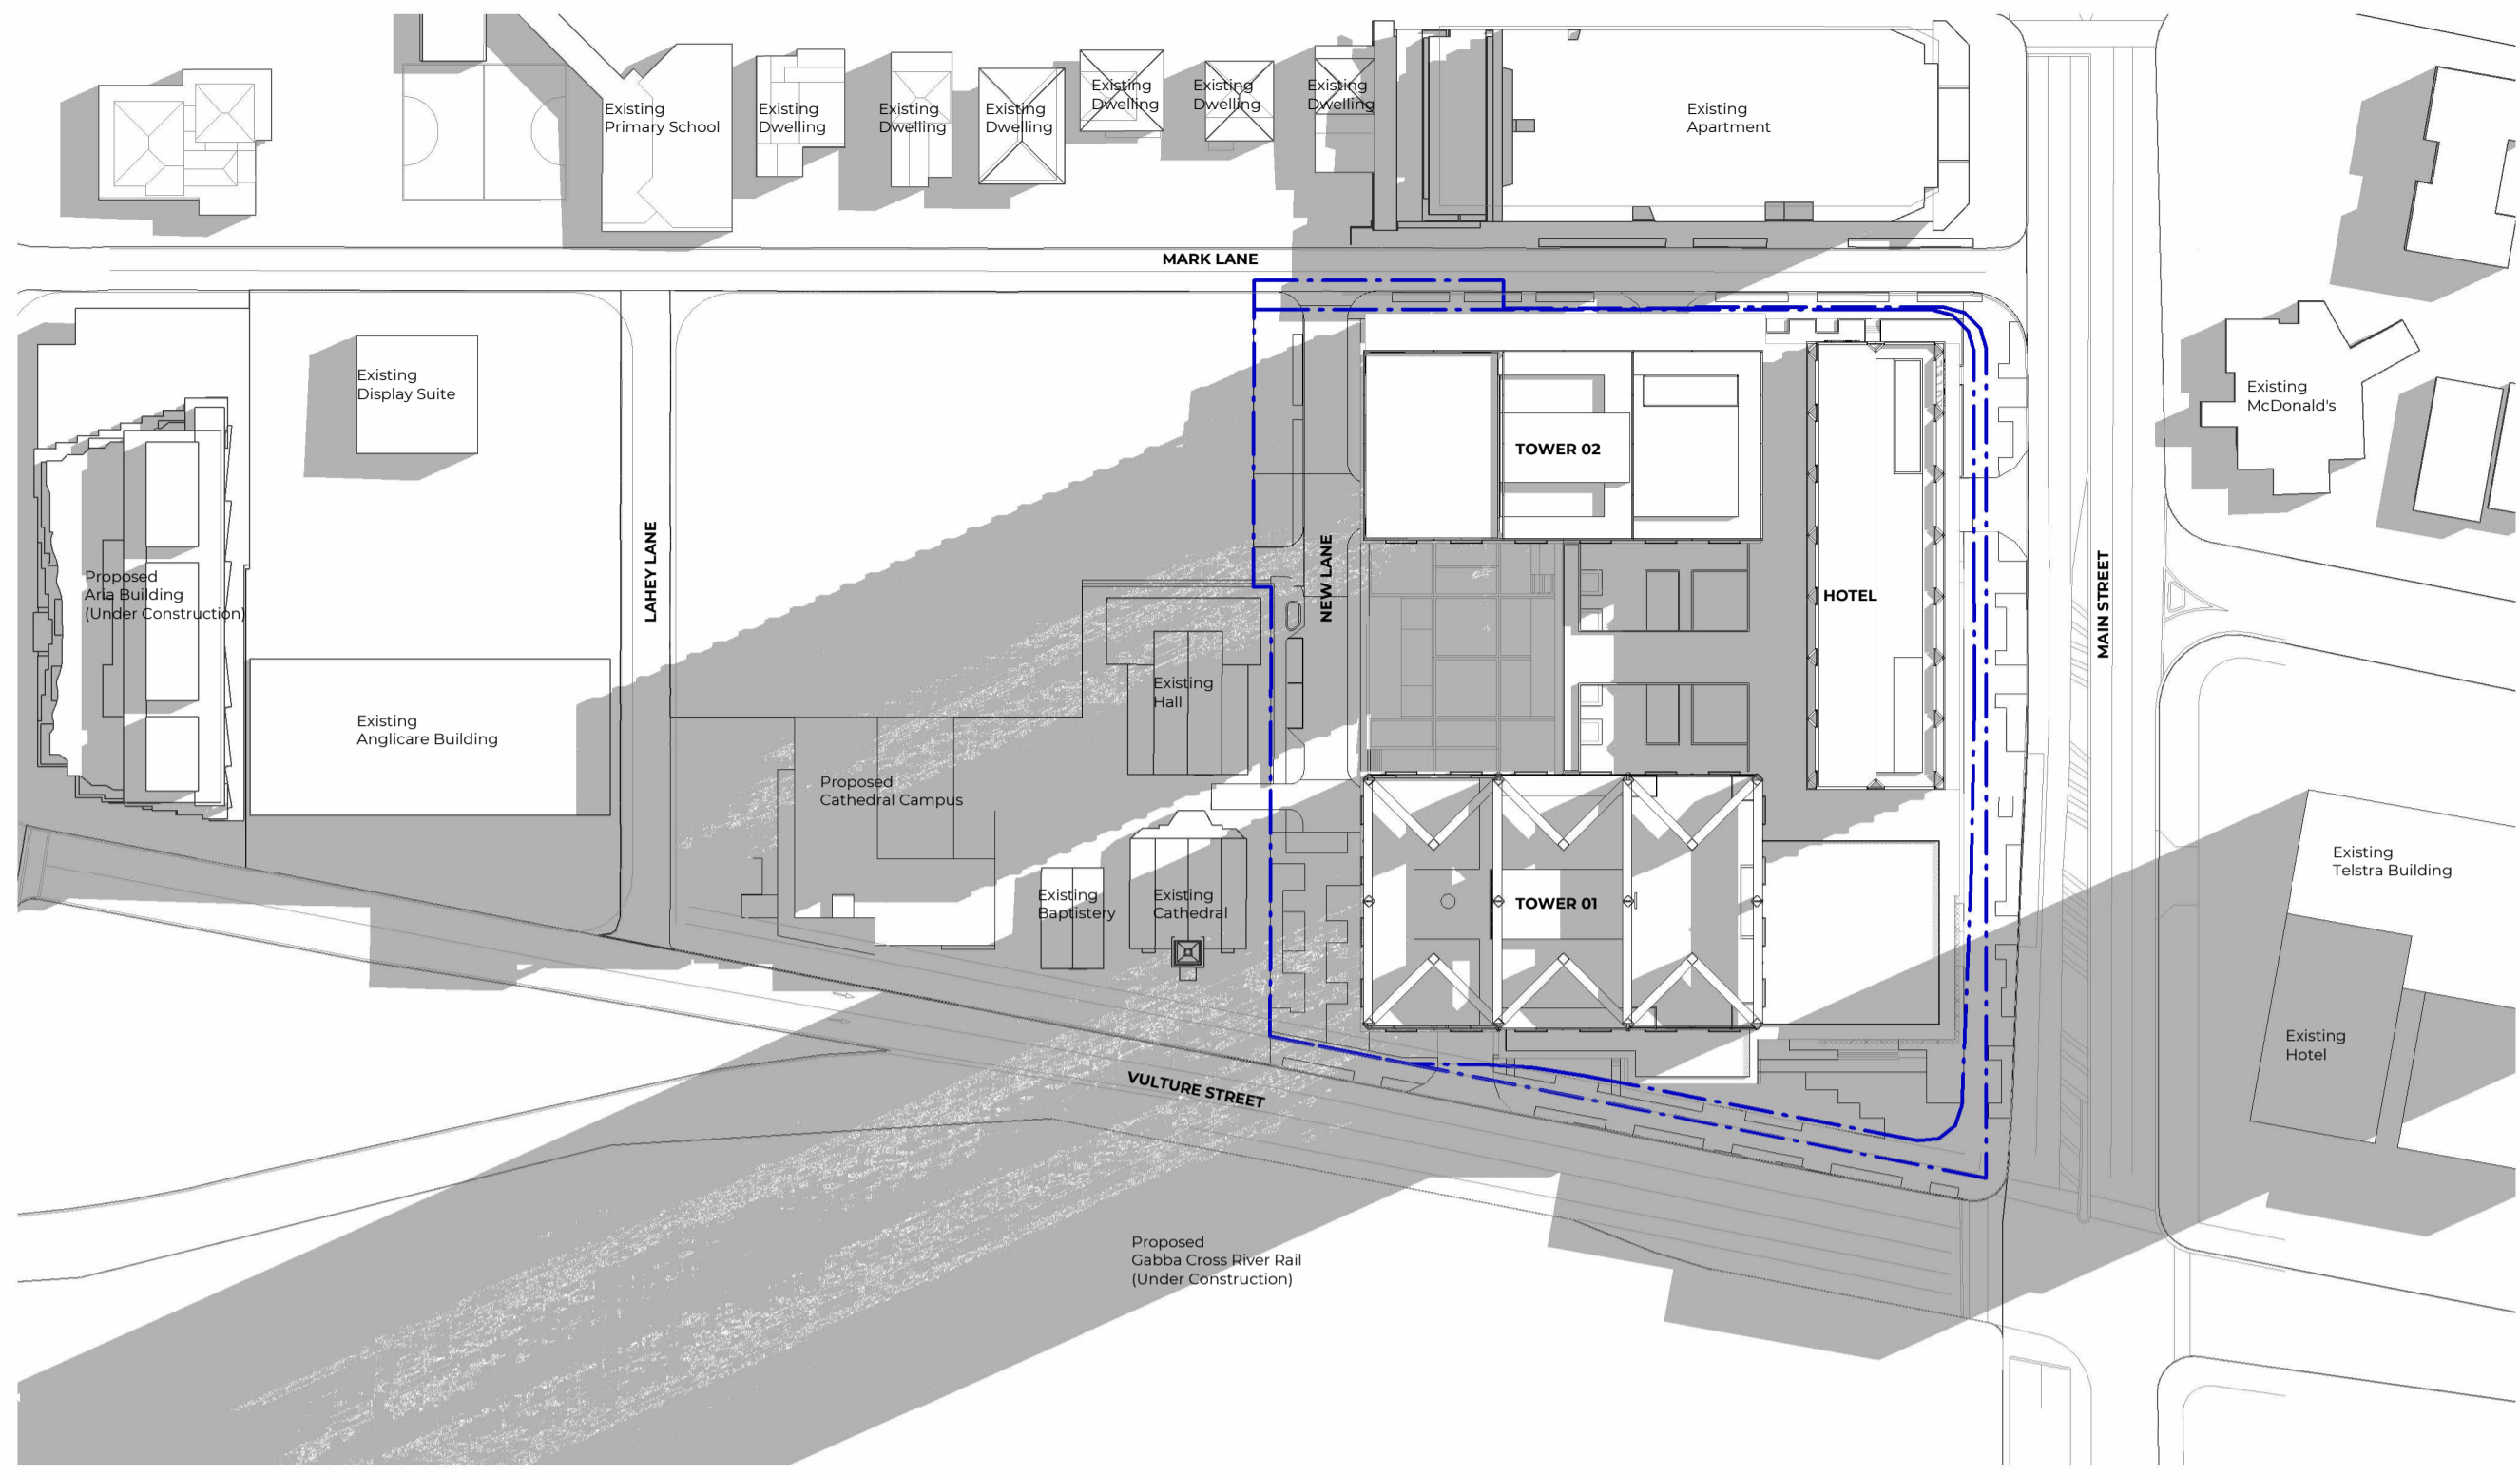 Existing
Primary School
Existing
Dwelling
Existing
Dwelling
Existing
Dwelling
Existing
Dwelling
Existing
Dwelling
Existing
Dwelling
Existing
Apartment
MARK LANE
Existing
Display Suite
Existing
McDonald's
TOWER 02
LAHEY LANE
NEW LANE
MAIN STREET
HOTEL
Proposed
Aria Building
(Under Construction)
Existing
Hall
Existing
Anglicare Building
Proposed
Cathedral Campus
Existing
Baptistery
Existing
Cathedral
TOWER 01
Existing
Telstra Building
Existing
Hotel
VULTURE STREET
Proposed
Gabba Cross River Rail
(Under Construction)